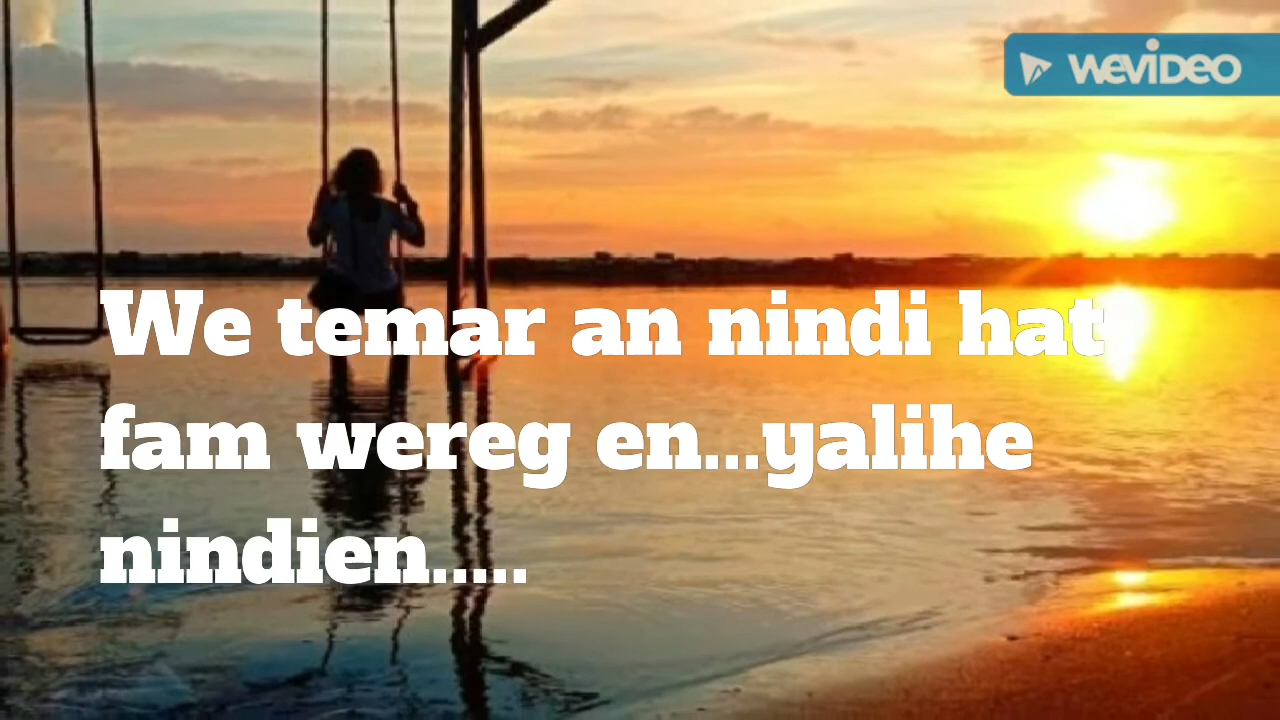 WEVIDEO
We temar an nindi hat
fam wereg en...yalihe
nindien.....